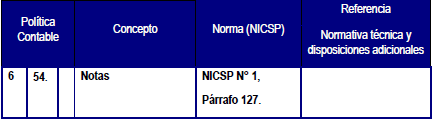 Política
Contable
Concepto
Norma (NICSP)
Referencia
Normativa técnica y
disposiciones adicionales
6 54. Notas NICSP N° 1,
Párrafo 127.